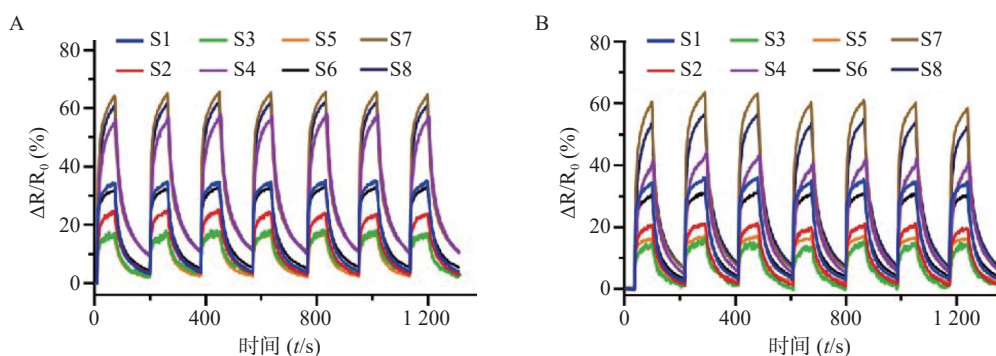 A
S1 S3 S5 S7
S2 S4 S6 S8
80
60
40
20
0
ΔR/R₀ (%)
0 400 800 1 200
时间 (t/s)
B
S1 S3 S5 S7
S2 S4 S6 S8
80
60
40
20
0
ΔR/R₀ (%)
0 400 800 1 200
时间 (t/s)